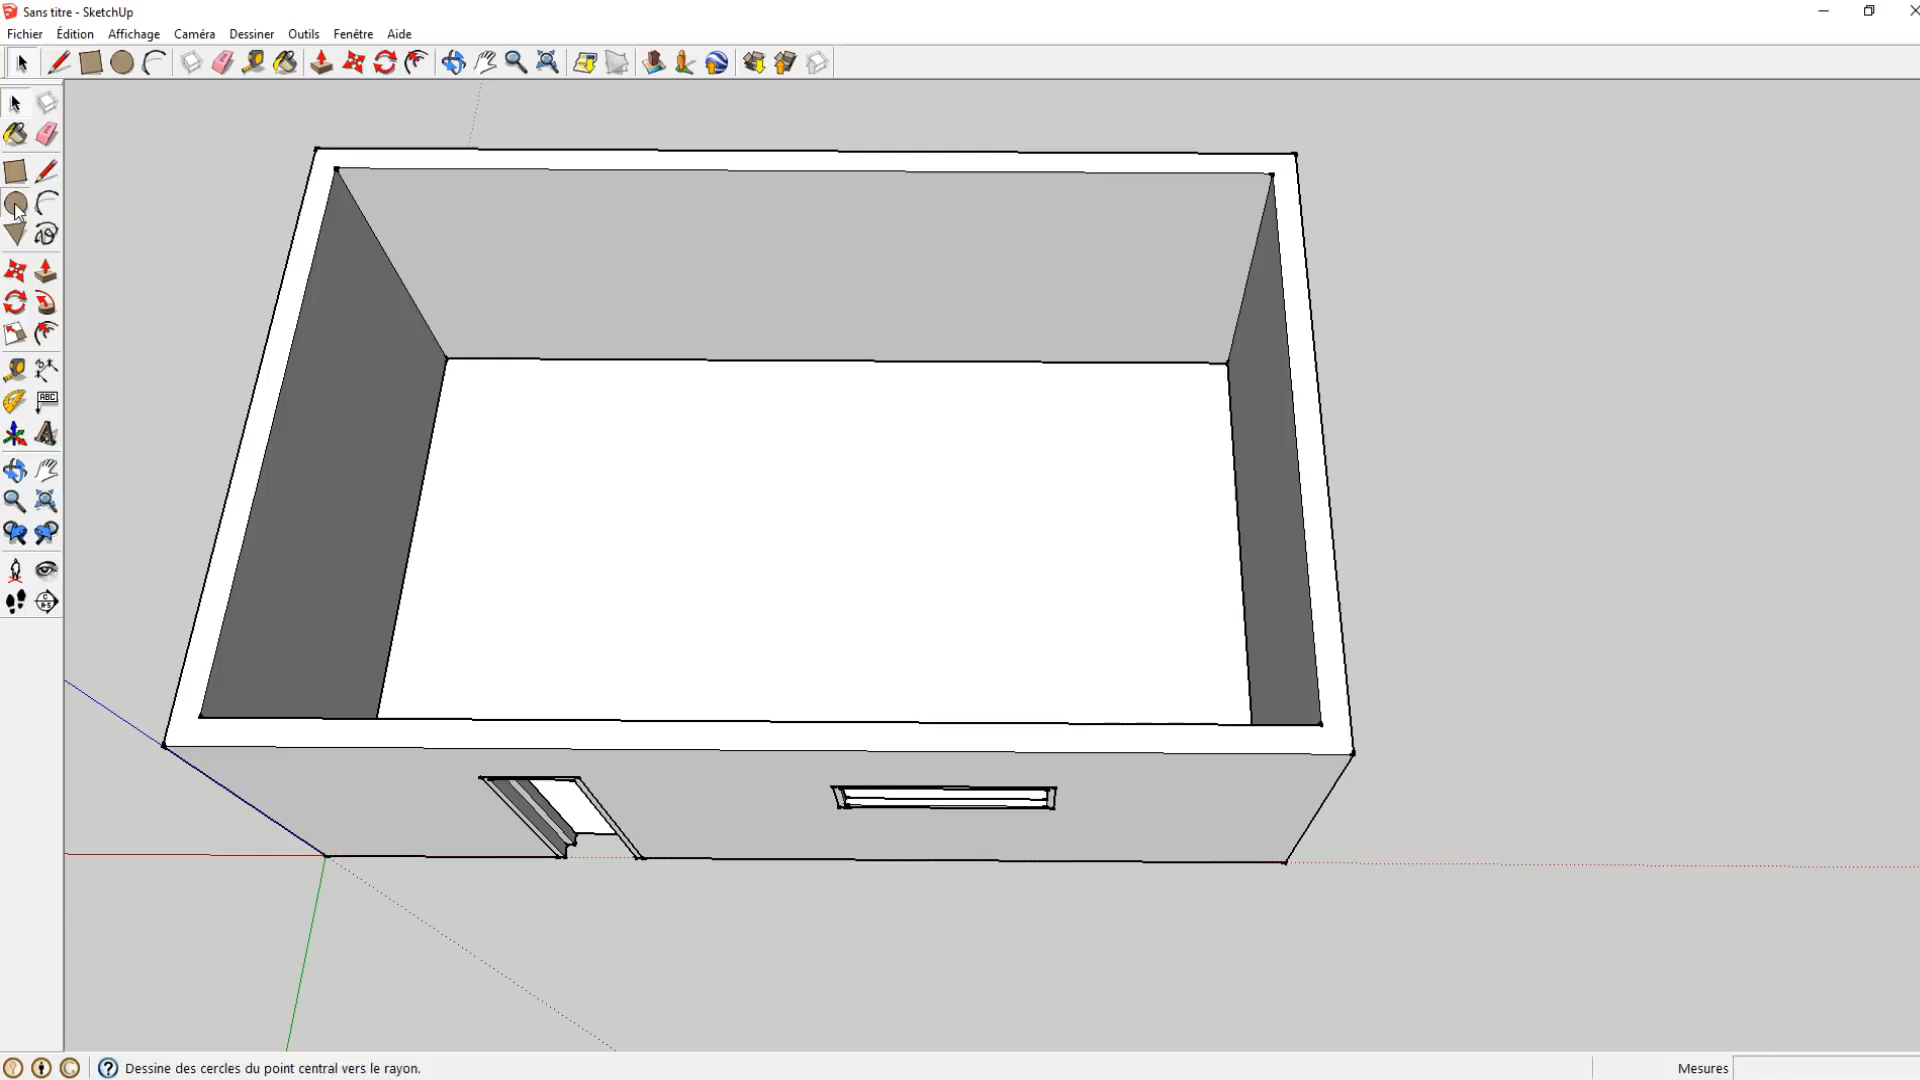 Sans titre - SketchUp
Fichier Édition Affichage Caméra Dessiner Outils Fenêtre Aide
ABC
Dessine des cercles du point central vers le rayon.
Mesures